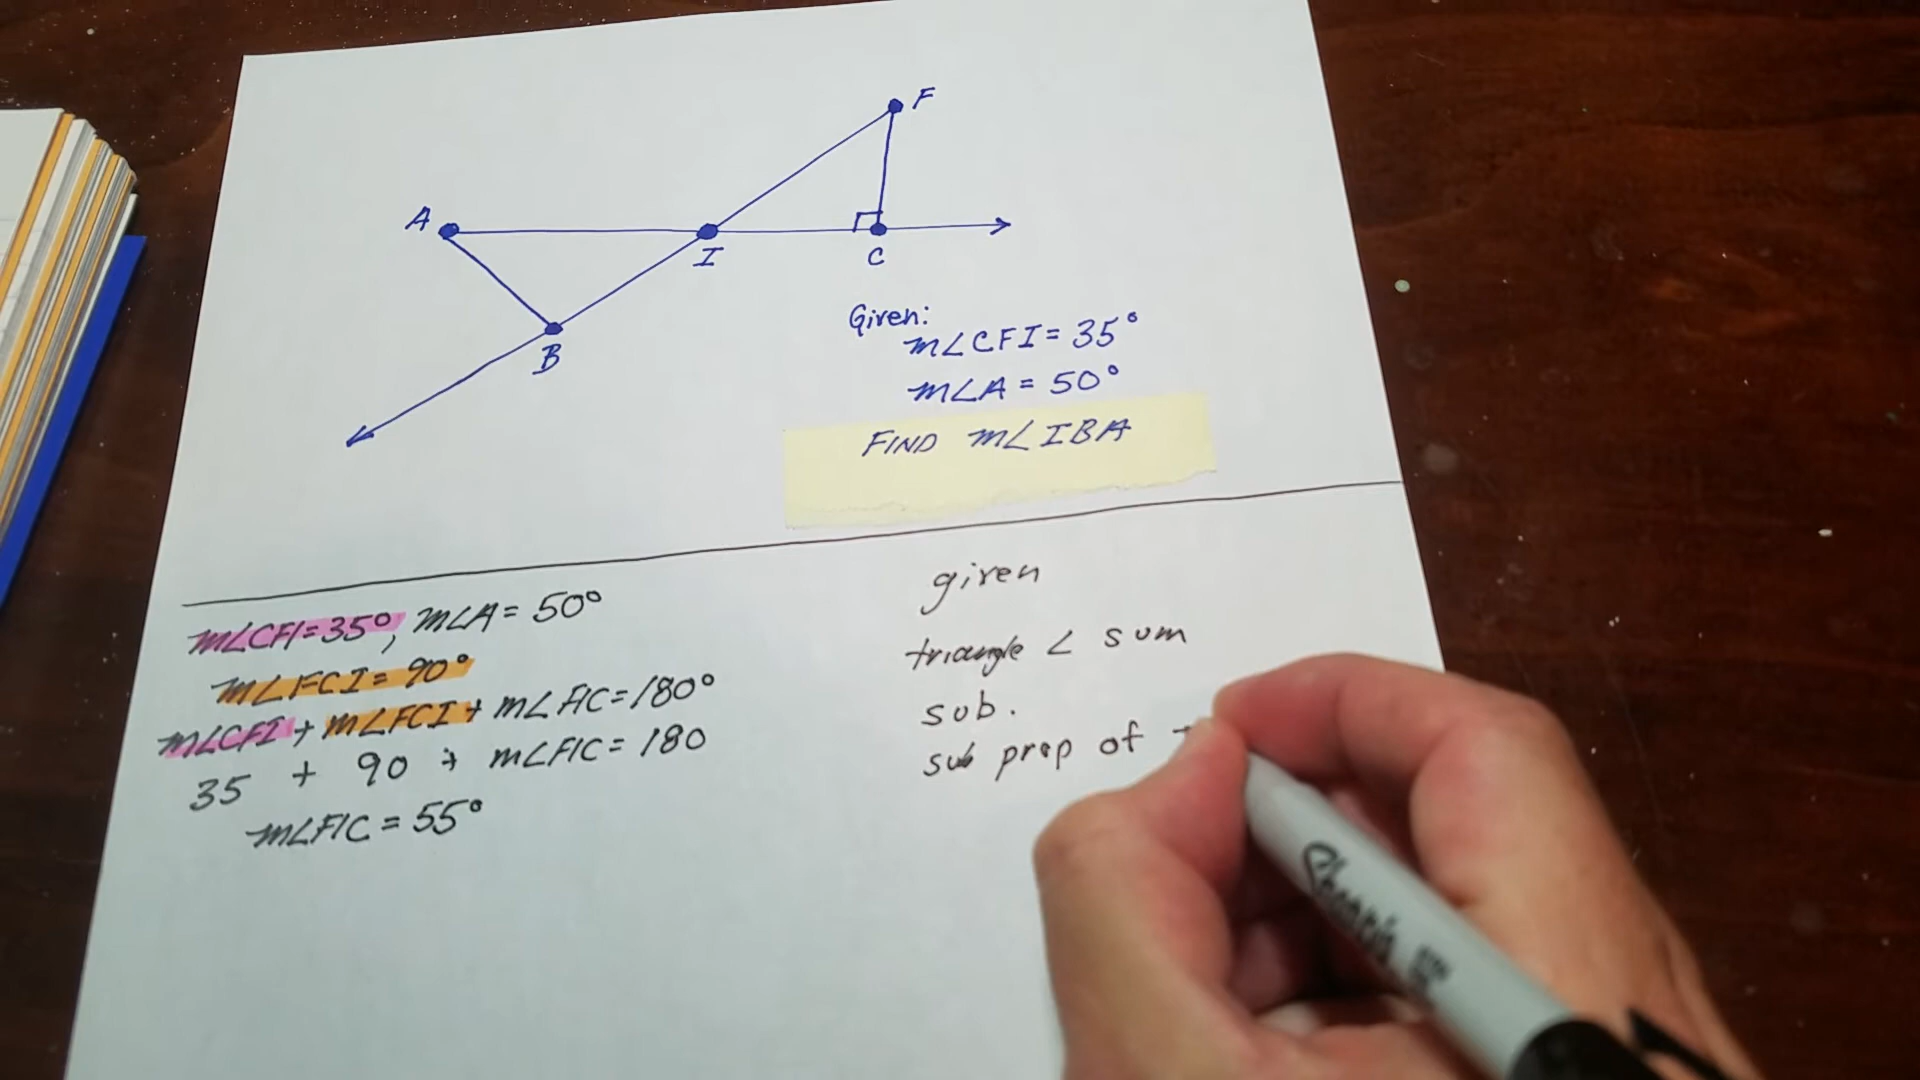 F
A
I
C
B
Given:
m∠CFI = 35°
m∠A = 50°
FIND m∠IBA
m∠CFI = 35°, m∠A = 50°
given
m∠FCI = 90°
m∠CFI + m∠FCI + m∠FIC = 180°
triangle ∠ sum
35 + 90 + m∠FIC = 180
sub.
m∠FIC = 55°
sub prop of
Sharpie